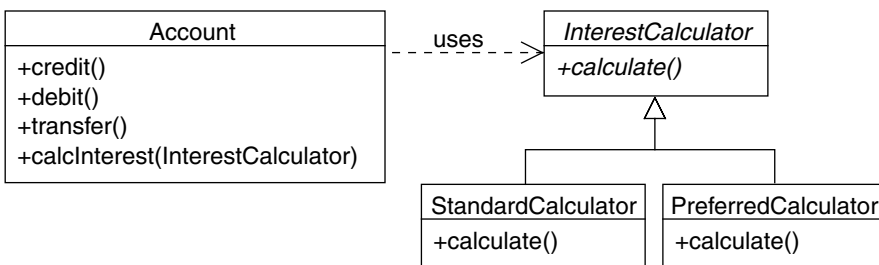 Account
+credit()
+debit()
+transfer()
+calcInterest(InterestCalculator)
uses
InterestCalculator
+calculate()
StandardCalculator
+calculate()
PreferredCalculator
+calculate()